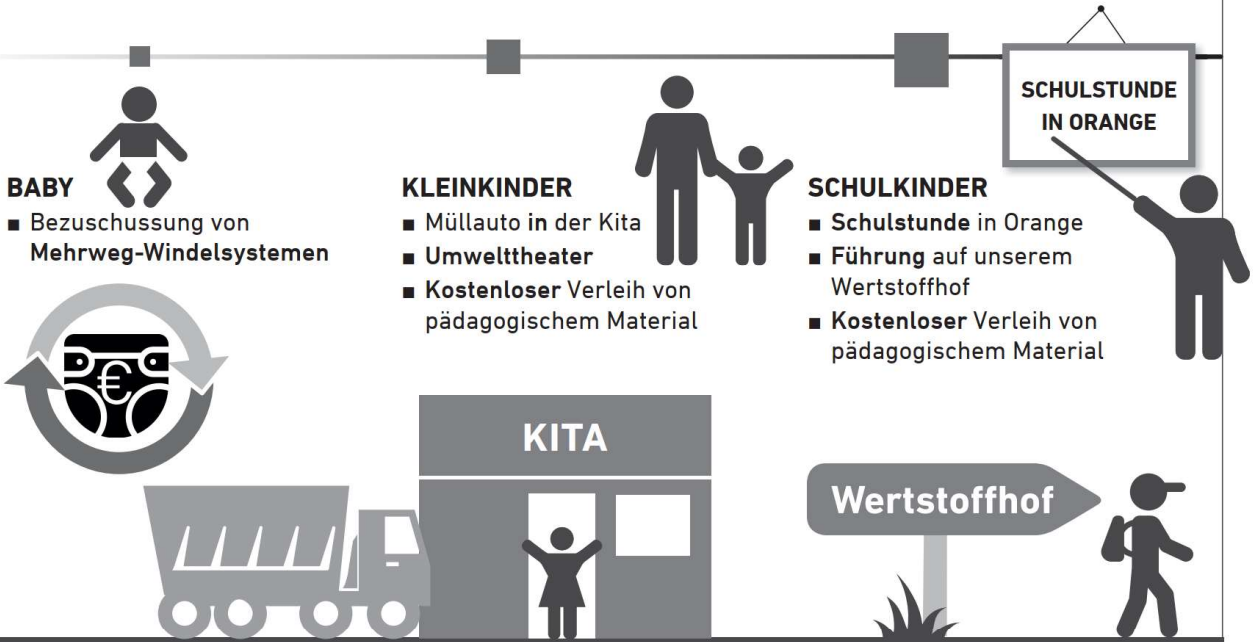 BABY
■ Bezuschussung von
Mehrweg-Windelsystemen
€
KLEINKINDER
■ Müllauto in der Kita
■ Umwelttheater
■ Kostenloser Verleih von
pädagogischem Material
SCHULSTUNDE
IN ORANGE
SCHULKINDER
■ Schulstunde in Orange
■ Führung auf unserem
Wertstoffhof
■ Kostenloser Verleih von
pädagogischem Material
KITA
Wertstoffhof